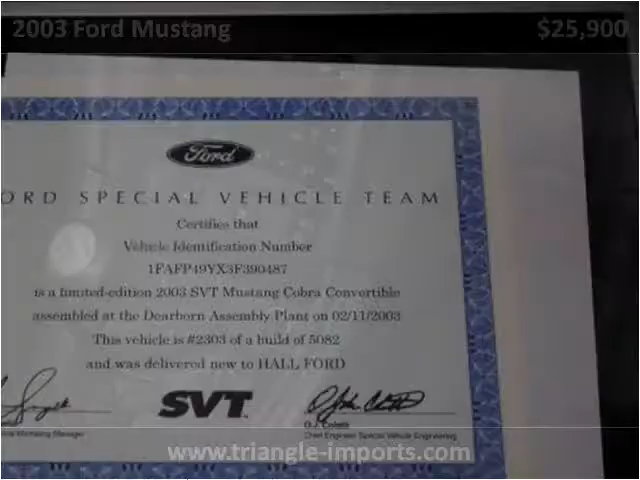 2003 Ford Mustang $25,900
Ford
ORD SPECIAL VEHICLE TEAM
Certifies that
Vehicle Identification Number
1FAFP49YX3F390487
is a limited-edition 2003 SVT Mustang Cobra Convertible
assembled at the Dearborn Assembly Plant on 02/11/2003
This vehicle is #2303 of a build of 5082
and was delivered new to HALL FORD
SVT
O.J. Coletti
Marketing Manager
Chief Engineer Special Vehicle Engineering
www.triangle-imports.com